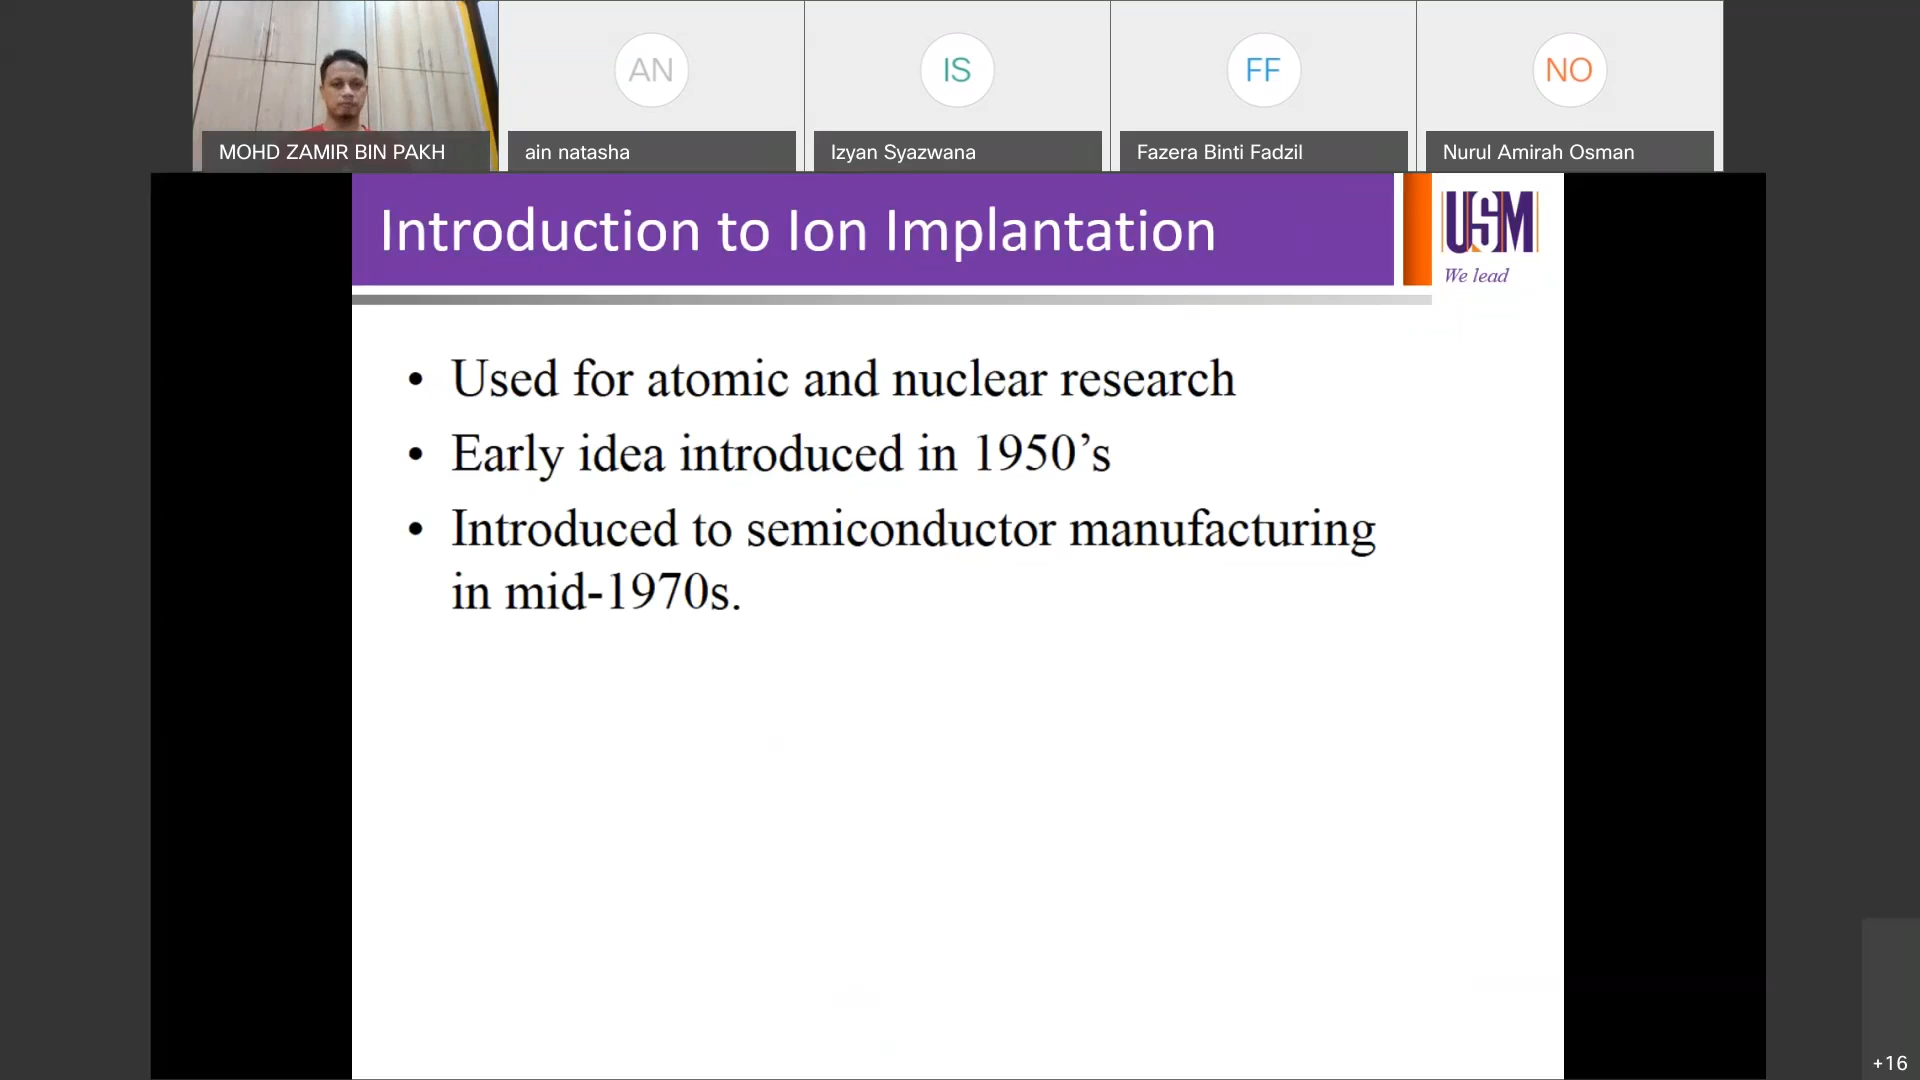 AN
IS
FF
NO
MOHD ZAMIR BIN PAKH
ain natasha
Izyan Syazwana
Fazera Binti Fadzil
Nurul Amirah Osman
Introduction to Ion Implantation
USM
We lead
• Used for atomic and nuclear research
• Early idea introduced in 1950’s
• Introduced to semiconductor manufacturing
in mid-1970s.
+16